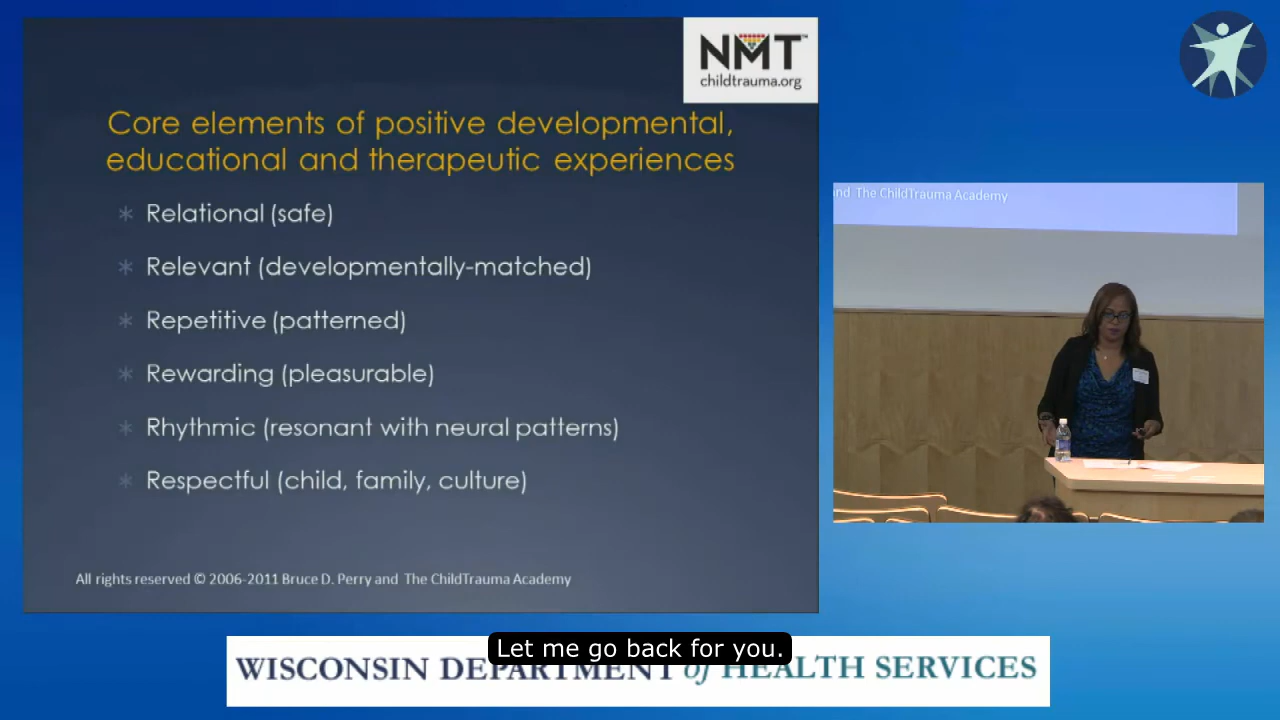 NMT™
childtrauma.org
Core elements of positive developmental,
educational and therapeutic experiences
Relational (safe)
Relevant (developmentally-matched)
Repetitive (patterned)
Rewarding (pleasurable)
Rhythmic (resonant with neural patterns)
Respectful (child, family, culture)
All rights reserved © 2006-2011 Bruce D. Perry and The ChildTrauma Academy
nd The ChildTrauma Academy
Let me go back for you.
WISCONSIN DEPARTMENT of HEALTH SERVICES